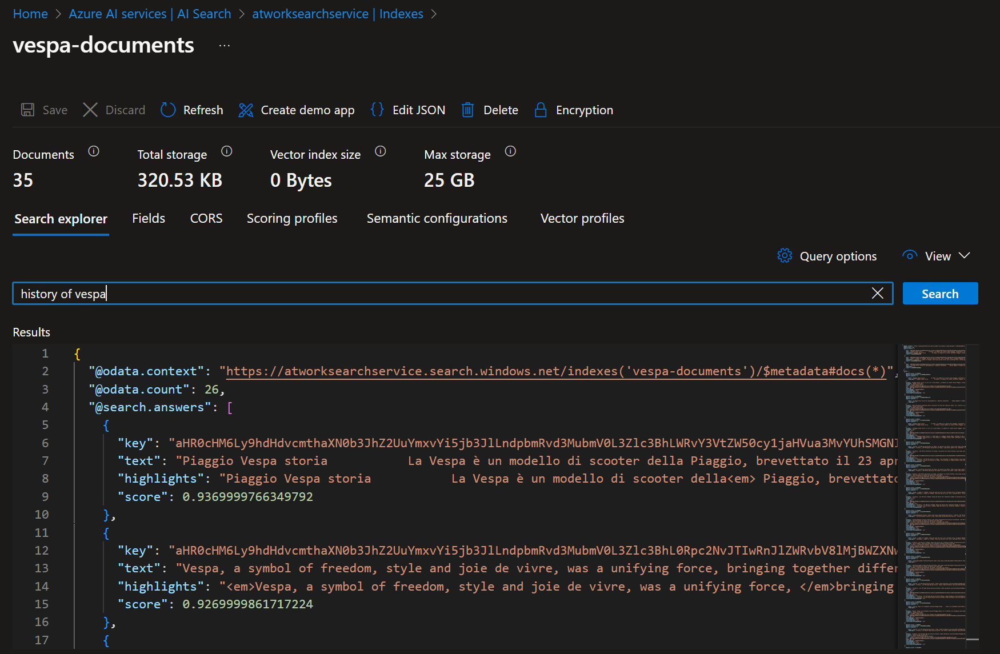 Home > Azure AI services | AI Search > atworksearchservice | Indexes >
vespa-documents ...
Save Discard Refresh Create demo app {} Edit JSON Delete Encryption
Documents Total storage Vector index size Max storage
35 320.53 KB 0 Bytes 25 GB
Search explorer Fields CORS Scoring profiles Semantic configurations Vector profiles
Query options View
history of vespa Search
Results
1 {
2 "@odata.context": "https://atworksearchservice.search.windows.net/indexes('vespa-documents')/$metadata#docs(*)",
3 "@odata.count": 26,
4 "@search.answers": [
5 {
6 "key":
7 "text": "Piaggio Vespa storia La Vespa è un modello di scooter della Piaggio, brevettato il 23 apr
8 "highlights": "Piaggio Vespa storia La Vespa è un modello di scooter della<em> Piaggio, brevettato
9 "score": 0.9369999766349792
10 },
11 {
12 "key":
13 "text": "Vespa, a symbol of freedom, style and joie de vivre, was a unifying force, bringing together differ
14 "highlights": "<em>Vespa, a symbol of freedom, style and joie de vivre, was a unifying force, </em>bringing
15 "score": 0.9269999861717224
16 },
17 {